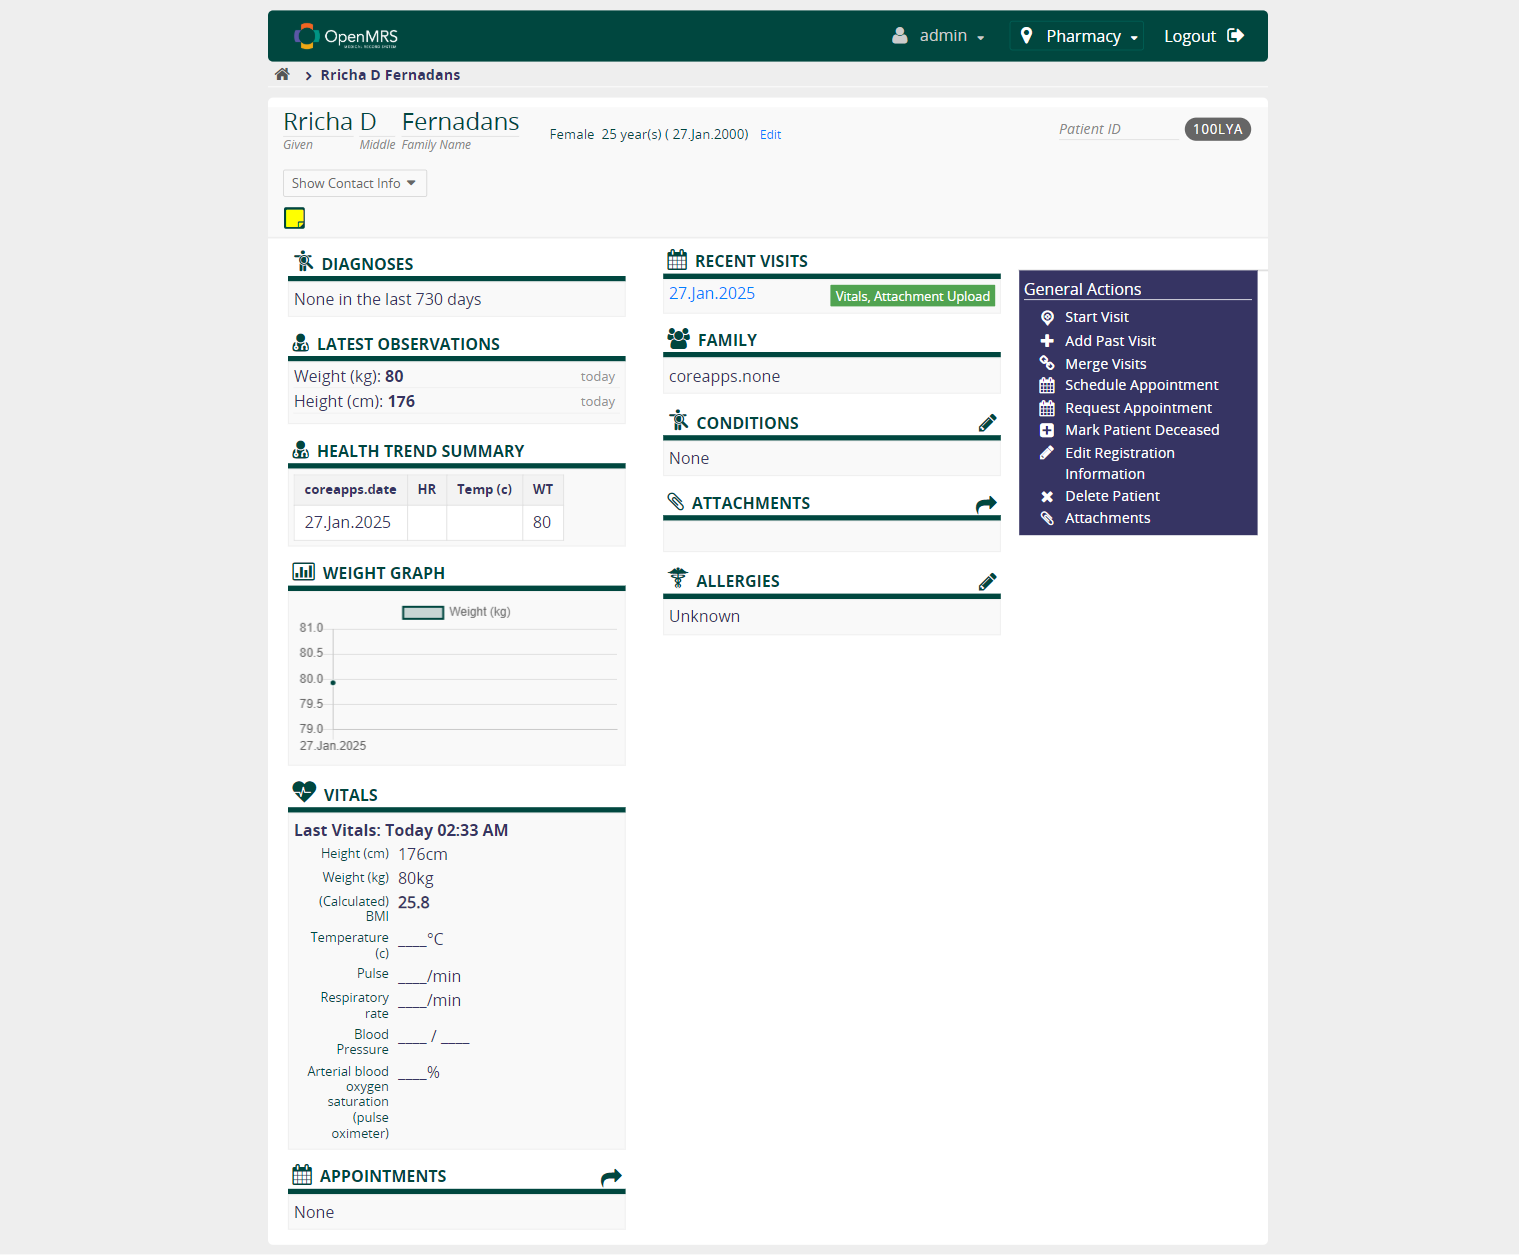 OpenMRS
MEDICAL RECORD SYSTEM
admin
Pharmacy
Logout
Rricha D Fernadans
Rricha D Fernadans
Given Middle Family Name
Female 25 year(s) ( 27.Jan.2000) Edit
Patient ID 100LYA
Show Contact Info
DIAGNOSES
None in the last 730 days
LATEST OBSERVATIONS
Weight (kg): 80 today
Height (cm): 176 today
HEALTH TREND SUMMARY
coreapps.date HR Temp (c) WT
27.Jan.2025 80
WEIGHT GRAPH
Weight (kg)
81.0
80.5
80.0
79.5
79.0
27.Jan.2025
VITALS
Last Vitals: Today 02:33 AM
Height (cm) 176cm
Weight (kg) 80kg
(Calculated) 25.8
BMI
Temperature ____°C
(c)
Pulse ____/min
Respiratory ____/min
rate
Blood ____ / ____
Pressure
Arterial blood ____%
oxygen
saturation
(pulse
oximeter)
APPOINTMENTS
None
RECENT VISITS
27.Jan.2025 Vitals, Attachment Upload
FAMILY
coreapps.none
CONDITIONS
None
ATTACHMENTS
ALLERGIES
Unknown
General Actions
Start Visit
Add Past Visit
Merge Visits
Schedule Appointment
Request Appointment
Mark Patient Deceased
Edit Registration
Information
Delete Patient
Attachments